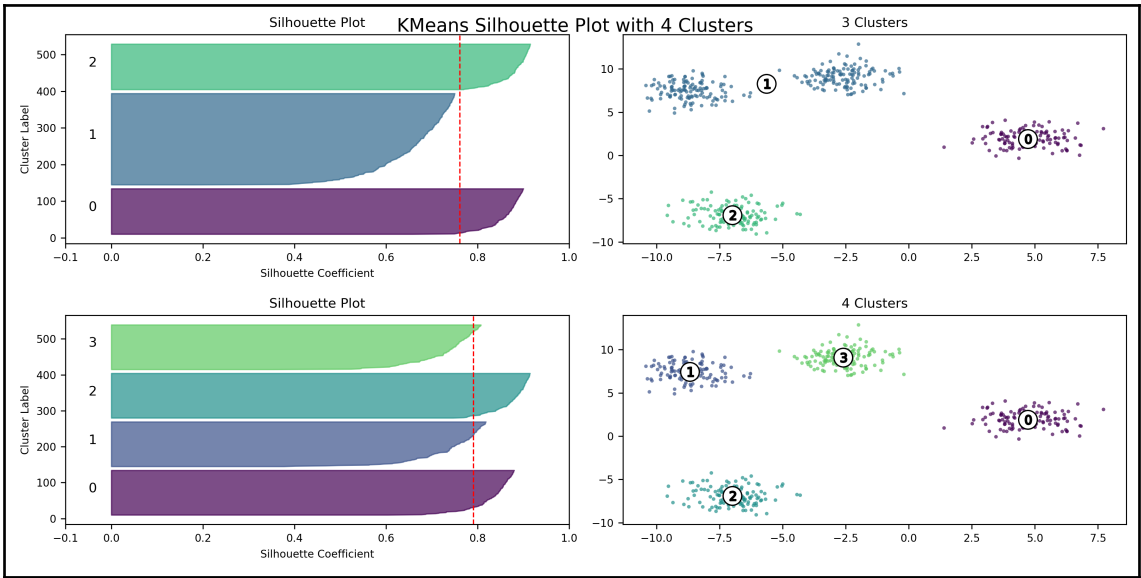 KMeans Silhouette Plot with 4 Clusters
Silhouette Plot
Cluster Label
500
400
300
200
100
0
2
1
0
−0.1 0.0 0.2 0.4 0.6 0.8 1.0
Silhouette Coefficient
3 Clusters
10
5
0
−5
−10
1
0
2
−10.0 −7.5 −5.0 −2.5 0.0 2.5 5.0 7.5
Silhouette Plot
Cluster Label
500
400
300
200
100
0
3
2
1
0
−0.1 0.0 0.2 0.4 0.6 0.8 1.0
Silhouette Coefficient
4 Clusters
10
5
0
−5
−10
3
1
0
2
−10.0 −7.5 −5.0 −2.5 0.0 2.5 5.0 7.5